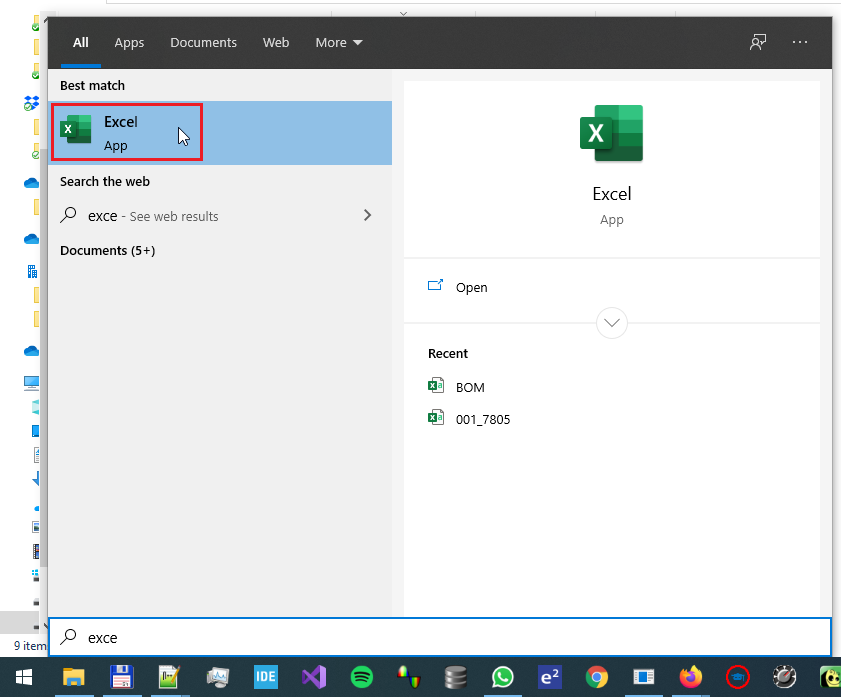 All Apps Documents Web More
Best match
Excel
App
Search the web
exce - See web results
Documents (5+)
Excel
App
Open
Recent
BOM
001_7805
exce
9 item
IDE
e2